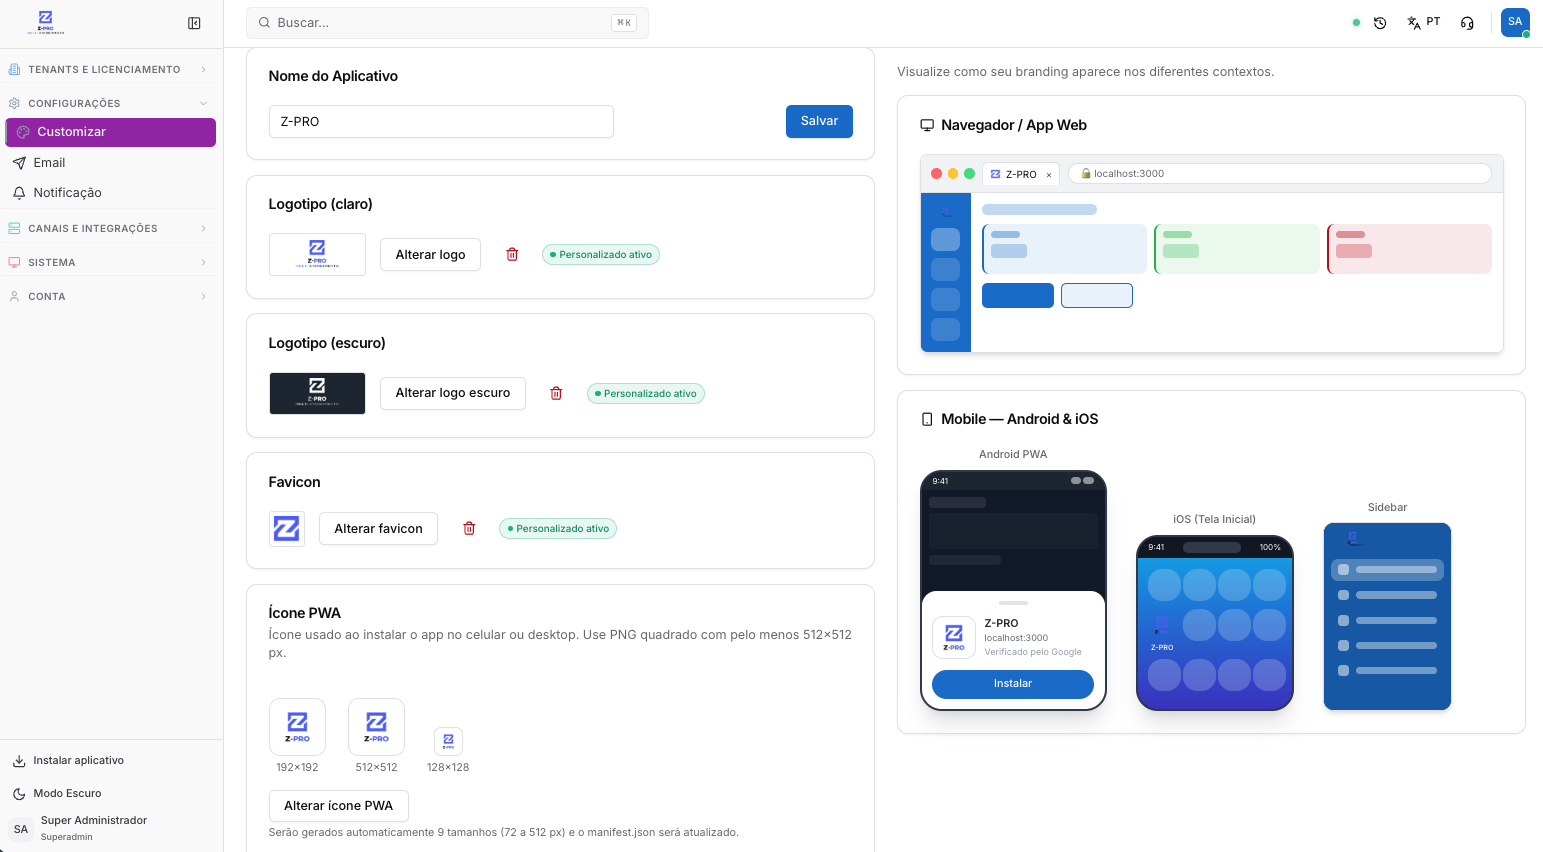 Z-PRO
Buscar...
⌘K
PT
SA
TENANTS E LICENCIAMENTO
CONFIGURAÇÕES
Customizar
Email
Notificação
CANAIS E INTEGRAÇÕES
SISTEMA
CONTA
Instalar aplicativo
Modo Escuro
SA
Super Administrador
Superadmin
Nome do Aplicativo
Z-PRO
Salvar
Logotipo (claro)
Z-PRO
Alterar logo
Personalizado ativo
Logotipo (escuro)
Z-PRO
Alterar logo escuro
Personalizado ativo
Favicon
Alterar favicon
Personalizado ativo
Ícone PWA
Ícone usado ao instalar o app no celular ou desktop. Use PNG quadrado com pelo menos 512×512
px.
Z-PRO
Z-PRO
Z-PRO
192×192
512×512
128×128
Alterar ícone PWA
Serão gerados automaticamente 9 tamanhos (72 a 512 px) e o manifest.json será atualizado.
Visualize como seu branding aparece nos diferentes contextos.
Navegador / App Web
Z-PRO ×
localhost:3000
Mobile — Android & iOS
Android PWA
9:41
Z-PRO
Z-PRO
localhost:3000
Verificado pelo Google
Instalar
iOS (Tela Inicial)
9:41
100%
Z-PRO
Sidebar